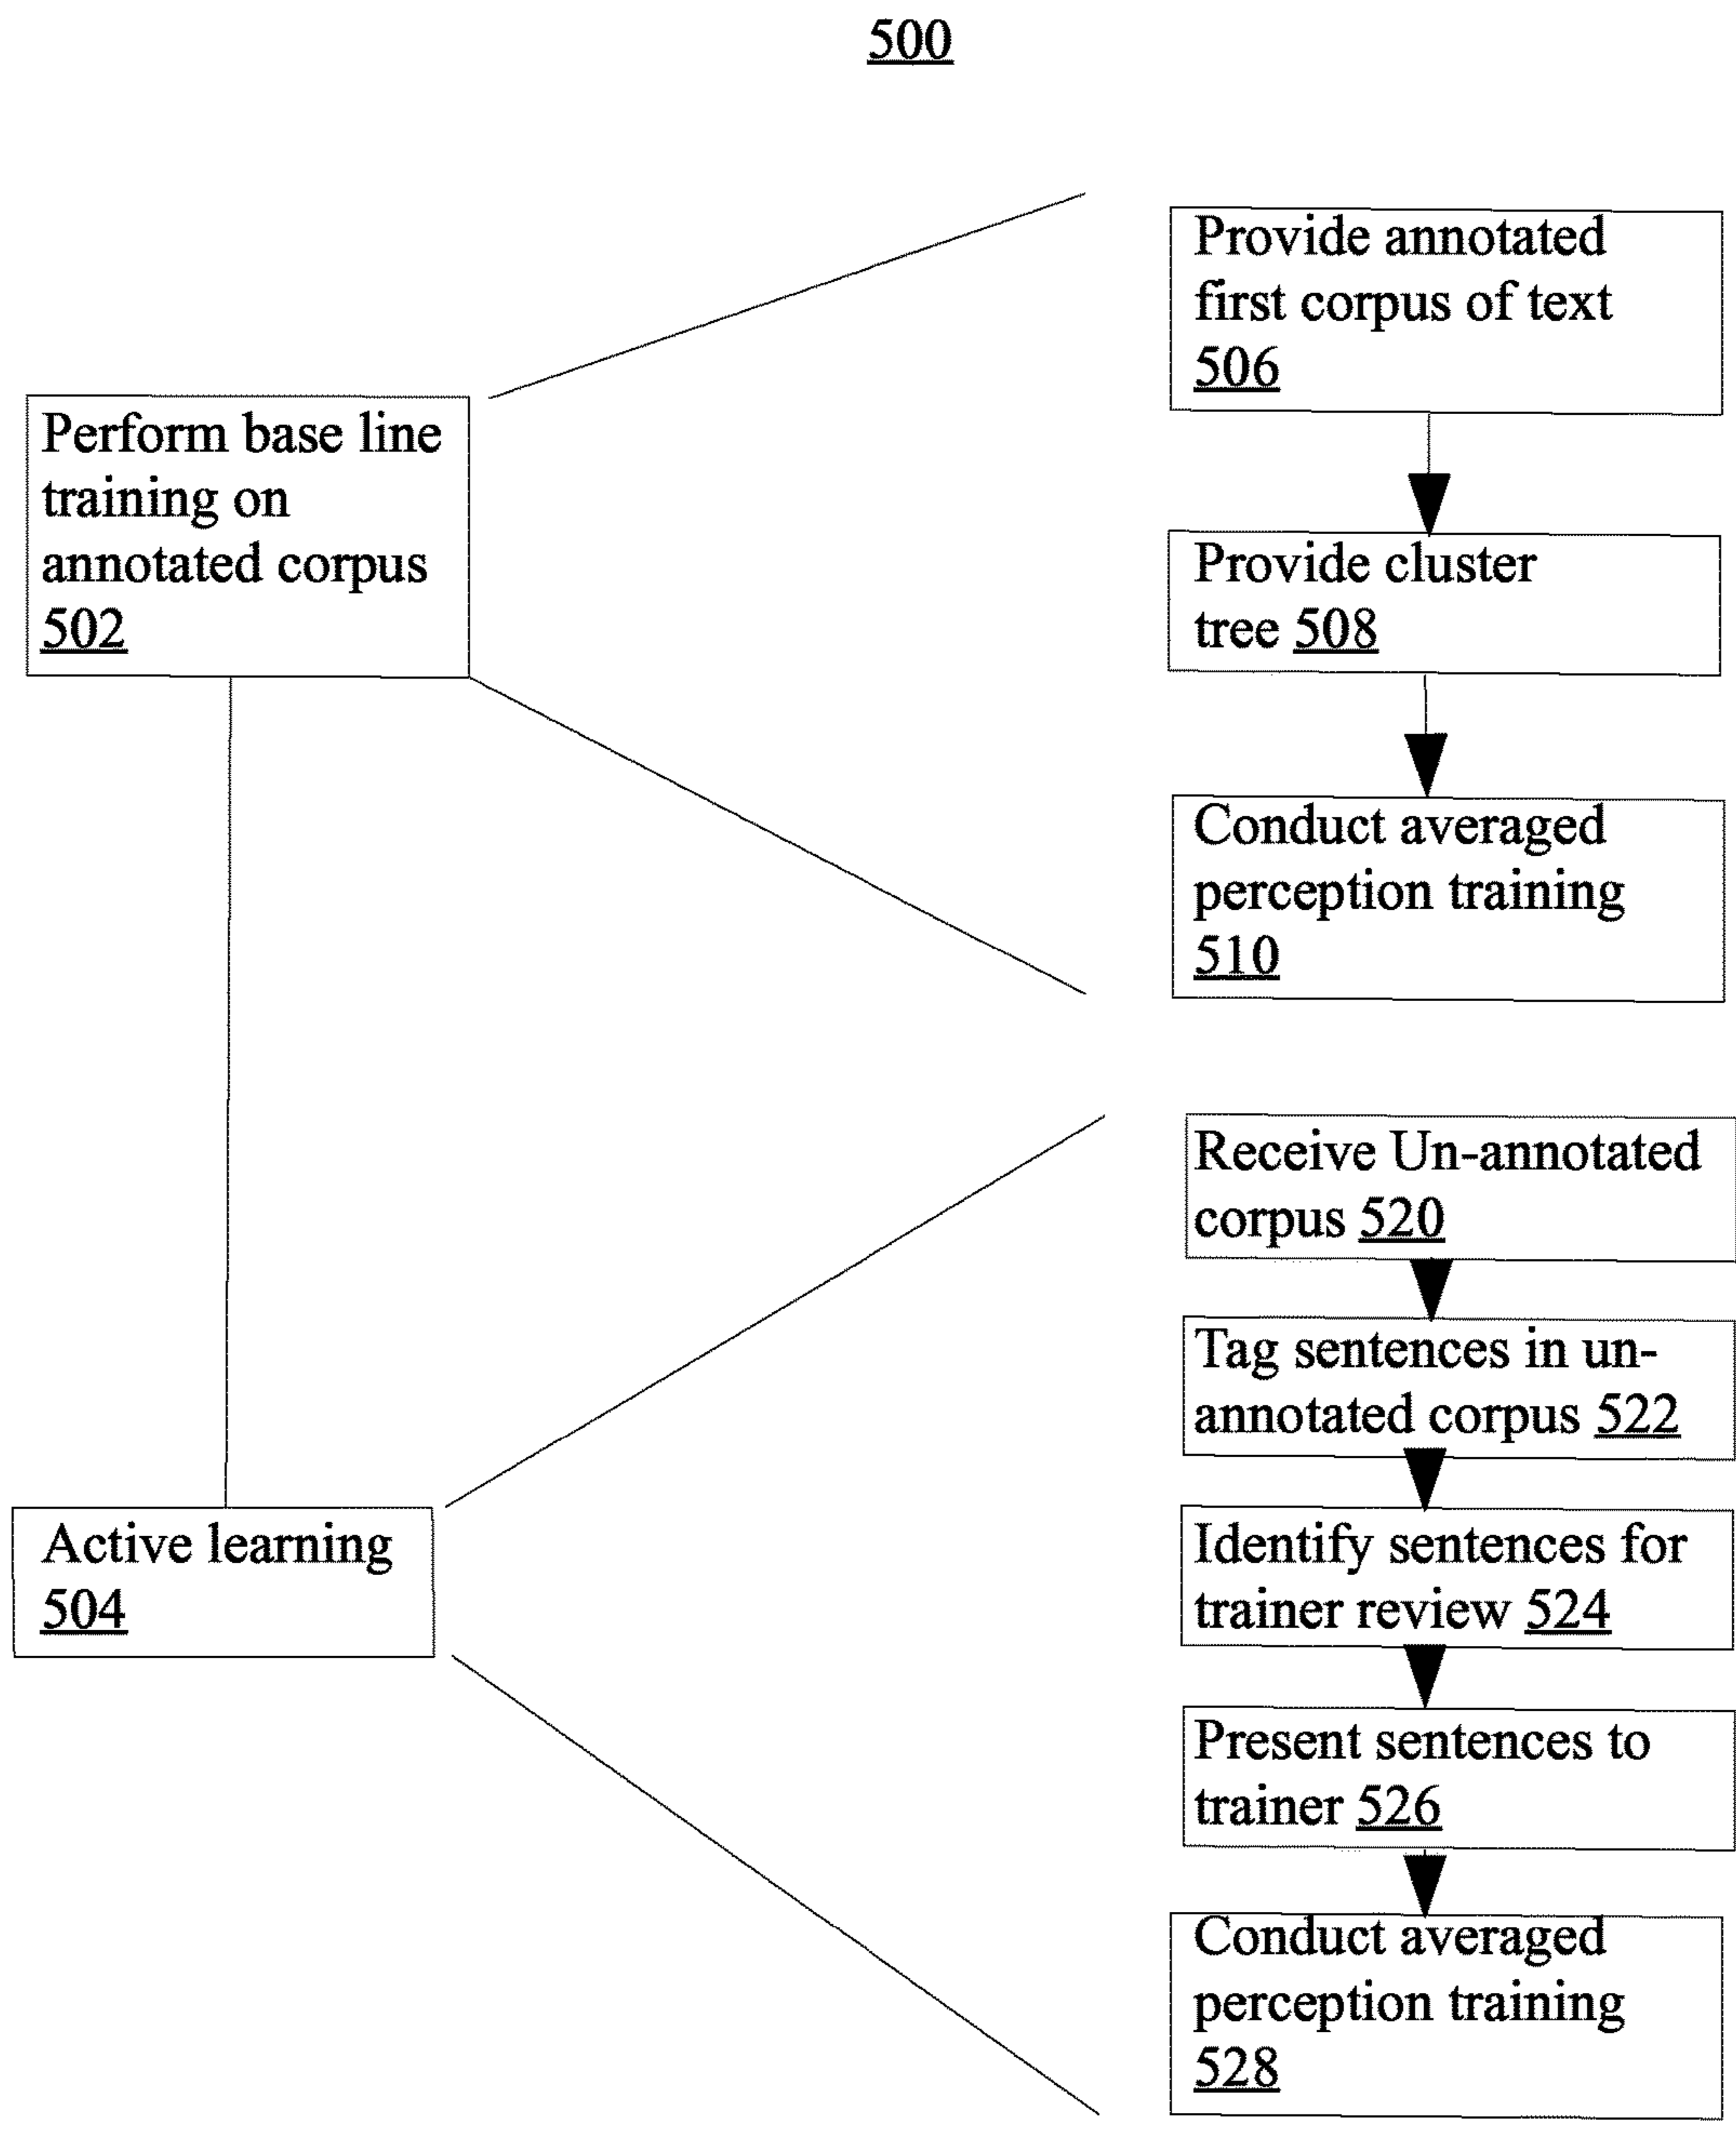 500
Provide annotated
first corpus of text
506
Perform base line
training on
annotated corpus
502
Provide cluster
tree 508
Conduct averaged
perception training
510
Receive Un-annotated
corpus 520
Tag sentences in un-
annotated corpus 522
Active learning
504
Identify sentences for
trainer review 524
Present sentences to
trainer 526
Conduct averaged
perception training
528